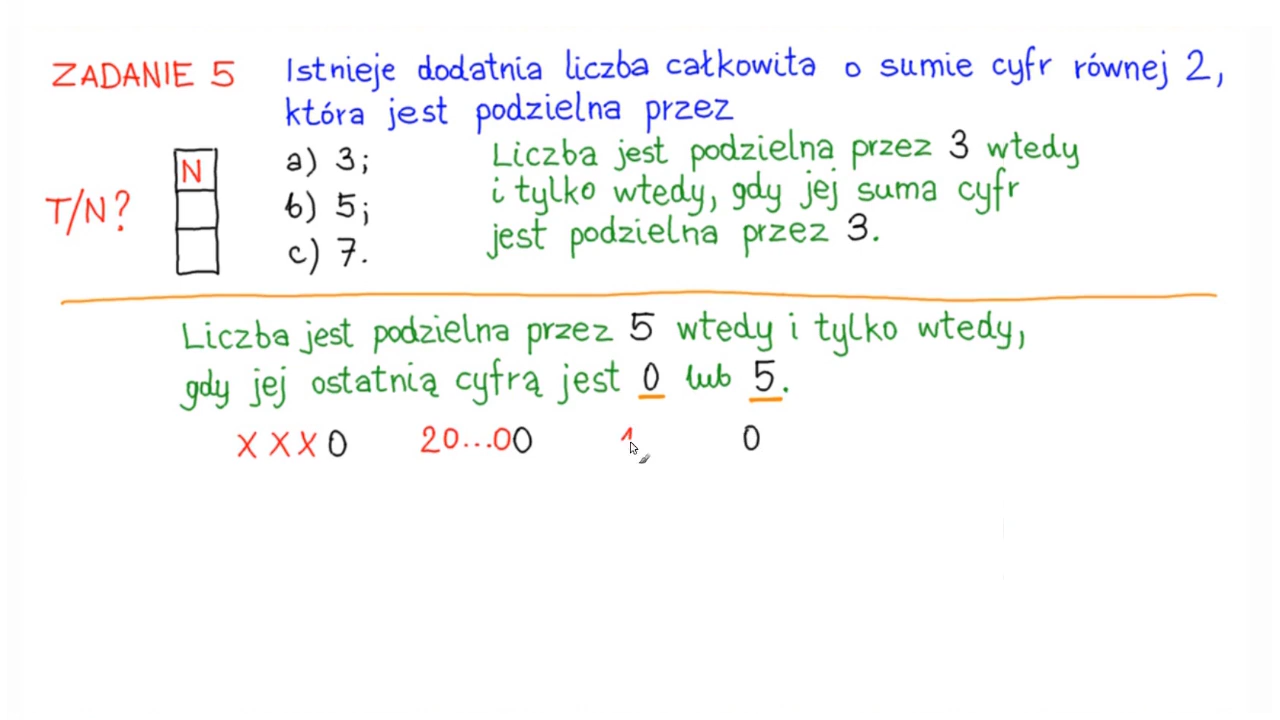 ZADANIE 5 Istnieje dodatnia liczba całkowita o sumie cyfr równej 2,
która jest podzielna przez
T/N?
N
a) 3;
b) 5;
c) 7.
Liczba jest podzielna przez 3 wtedy
i tylko wtedy, gdy jej suma cyfr
jest podzielna przez 3.
Liczba jest podzielna przez 5 wtedy i tylko wtedy,
gdy jej ostatnią cyfrą jest 0 lub 5.
X X X 0 20...00 0